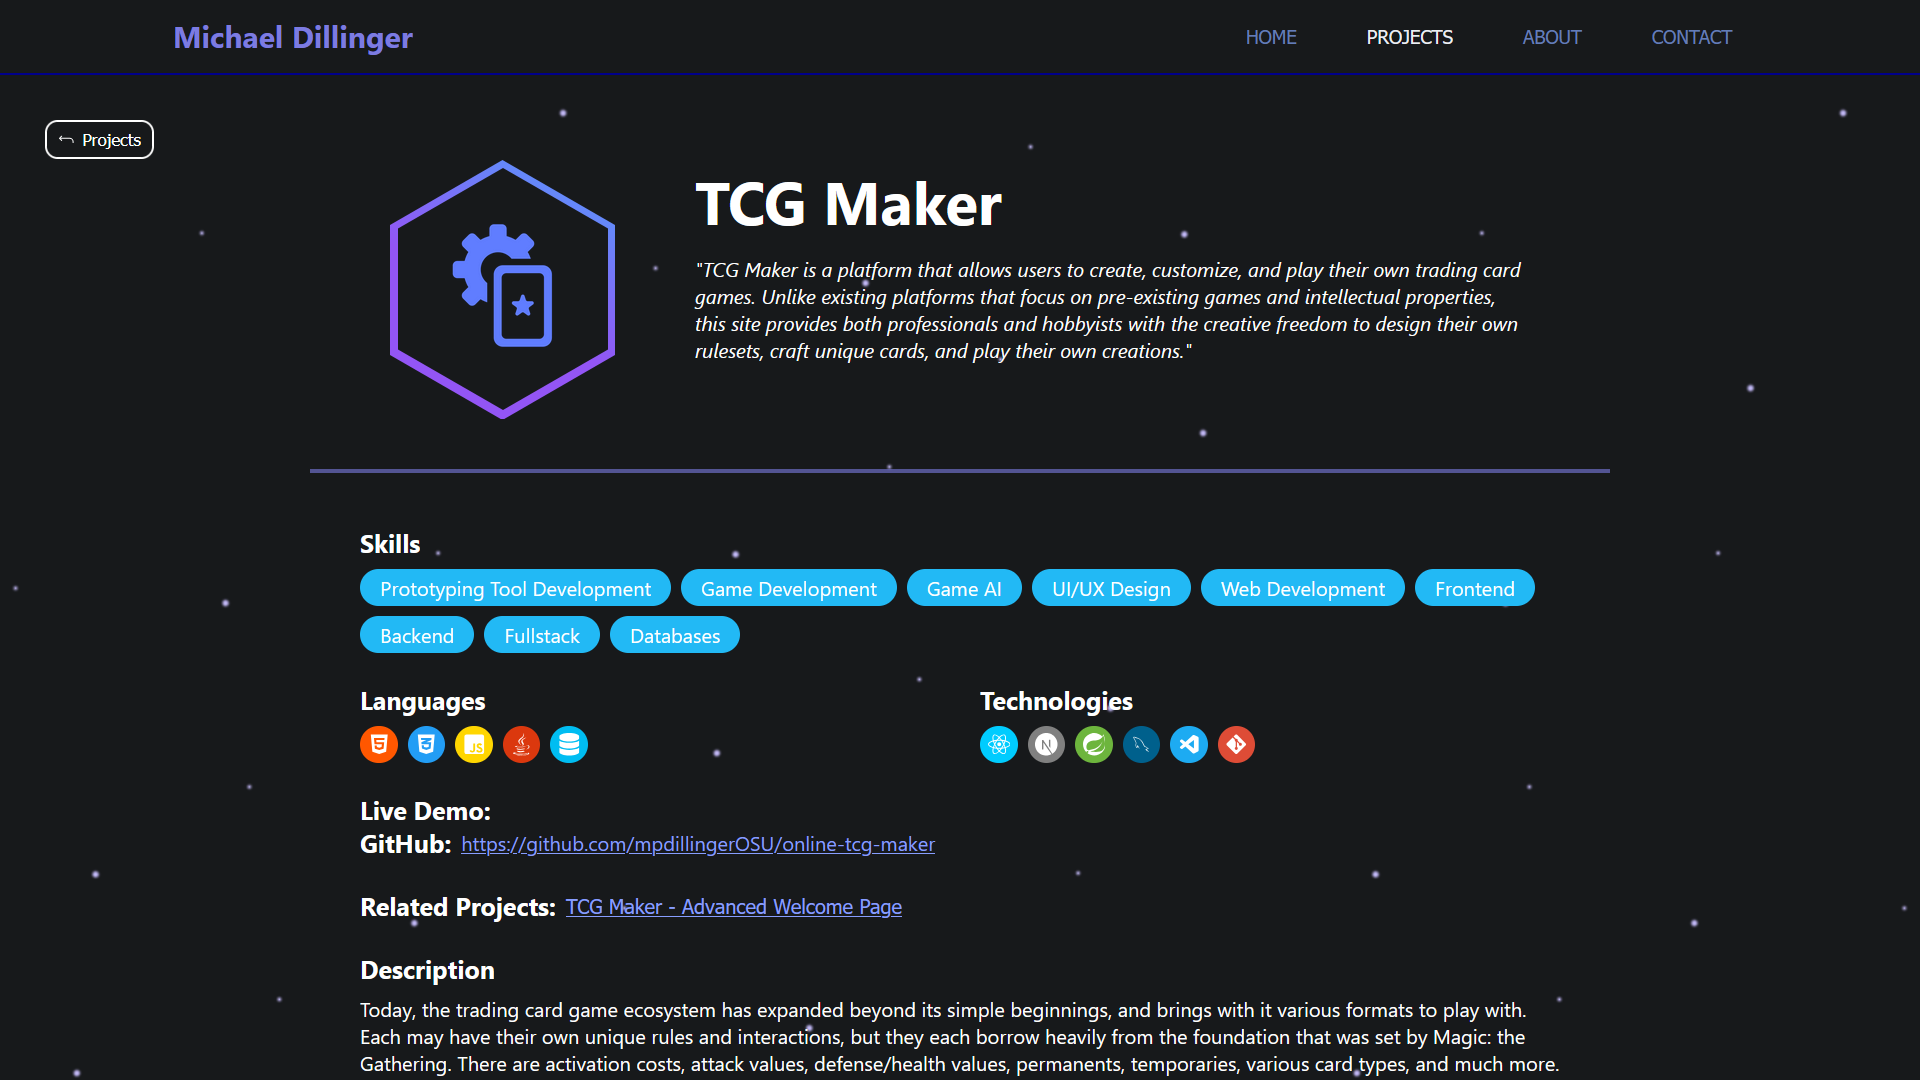 Michael Dillinger
HOME
PROJECTS
ABOUT
CONTACT
Projects
TCG Maker
"TCG Maker is a platform that allows users to create, customize, and play their own trading card
games. Unlike existing platforms that focus on pre-existing games and intellectual properties,
this site provides both professionals and hobbyists with the creative freedom to design their own
rulesets, craft unique cards, and play their own creations."
Skills
Prototyping Tool Development
Game Development
Game AI
UI/UX Design
Web Development
Frontend
Backend
Fullstack
Databases
Languages
Technologies
JS
N
Live Demo:
GitHub: https://github.com/mpdillingerOSU/online-tcg-maker
Related Projects: TCG Maker - Advanced Welcome Page
Description
Today, the trading card game ecosystem has expanded beyond its simple beginnings, and brings with it various formats to play with.
Each may have their own unique rules and interactions, but they each borrow heavily from the foundation that was set by Magic: the
Gathering. There are activation costs, attack values, defense/health values, permanents, temporaries, various card types, and much more.